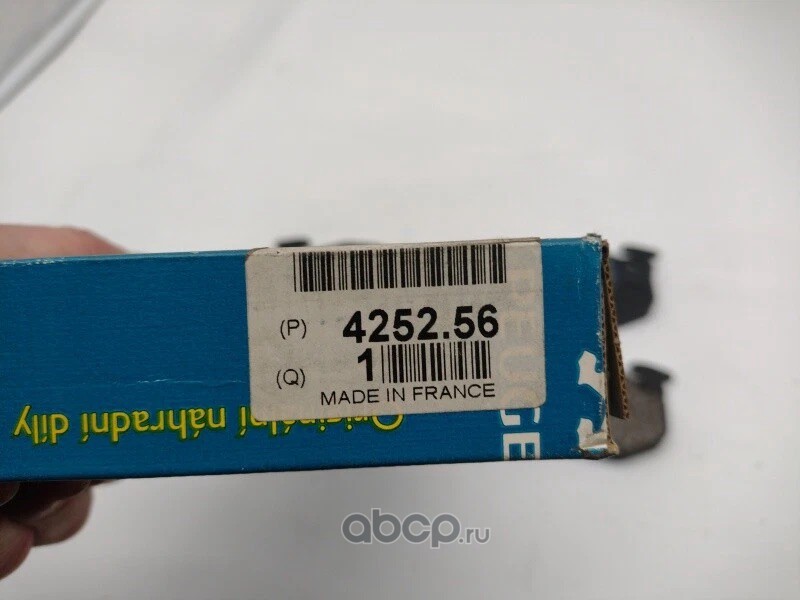 (P) 4252.56
(Q) 1
MADE IN FRANCE
Originální náhradní díly
abcp.ru